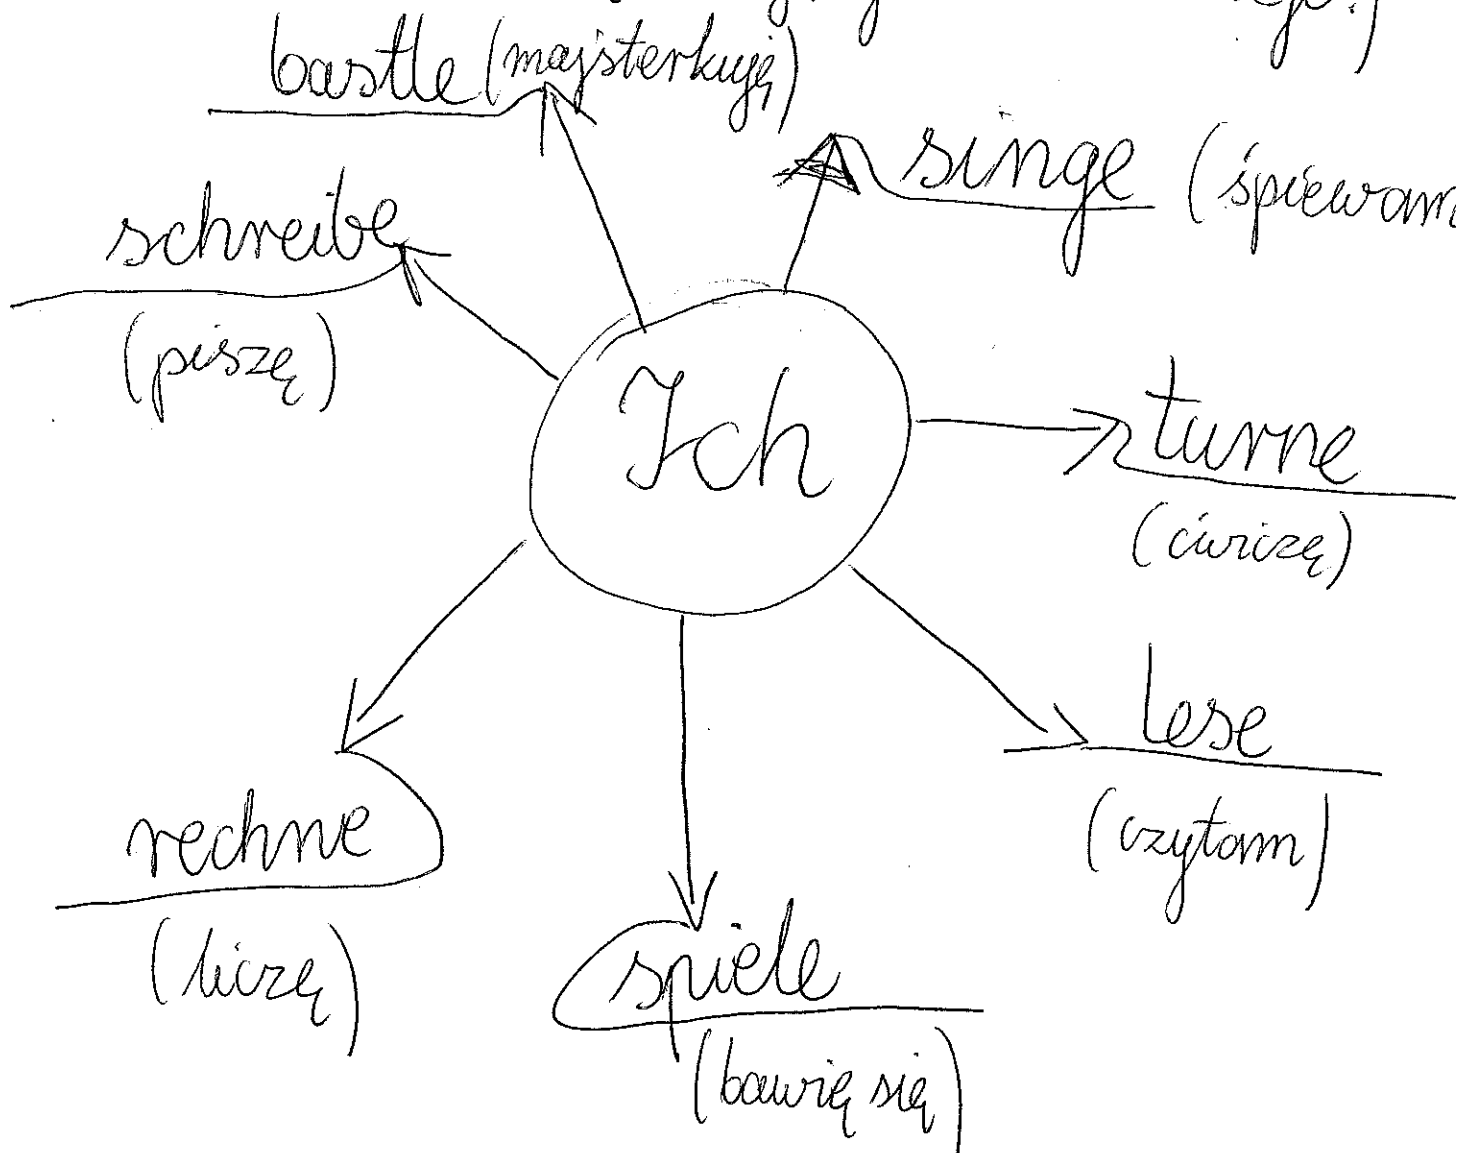 bastle (majsterkuję)
singe (śpiewam
schreibe
(piszę)
Ich
turne
(ćwiczę)
lese
(czytam)
rechne
(liczę)
spiele
(bawię się)